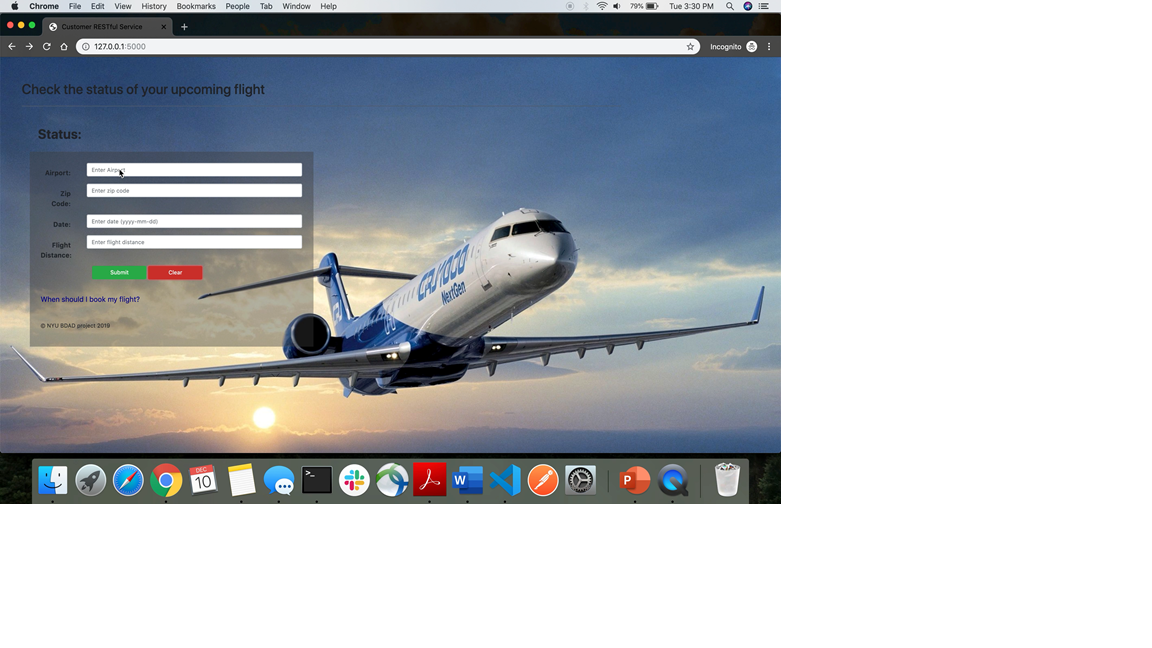 Chrome File Edit View History Bookmarks People Tab Window Help 79% Tue 3:30 PM
Customer RESTful Service
127.0.0.1:5000 Incognito
Check the status of your upcoming flight
Status:
Airport: Enter Airport
Zip Code: Enter zip code
Date: Enter date (yyyy-mm-dd)
Flight Distance: Enter flight distance
Submit Clear
When should I book my flight?
© NYU BDAD project 2019
CRJ1000
NextGen
DEC
10
>_
W
P